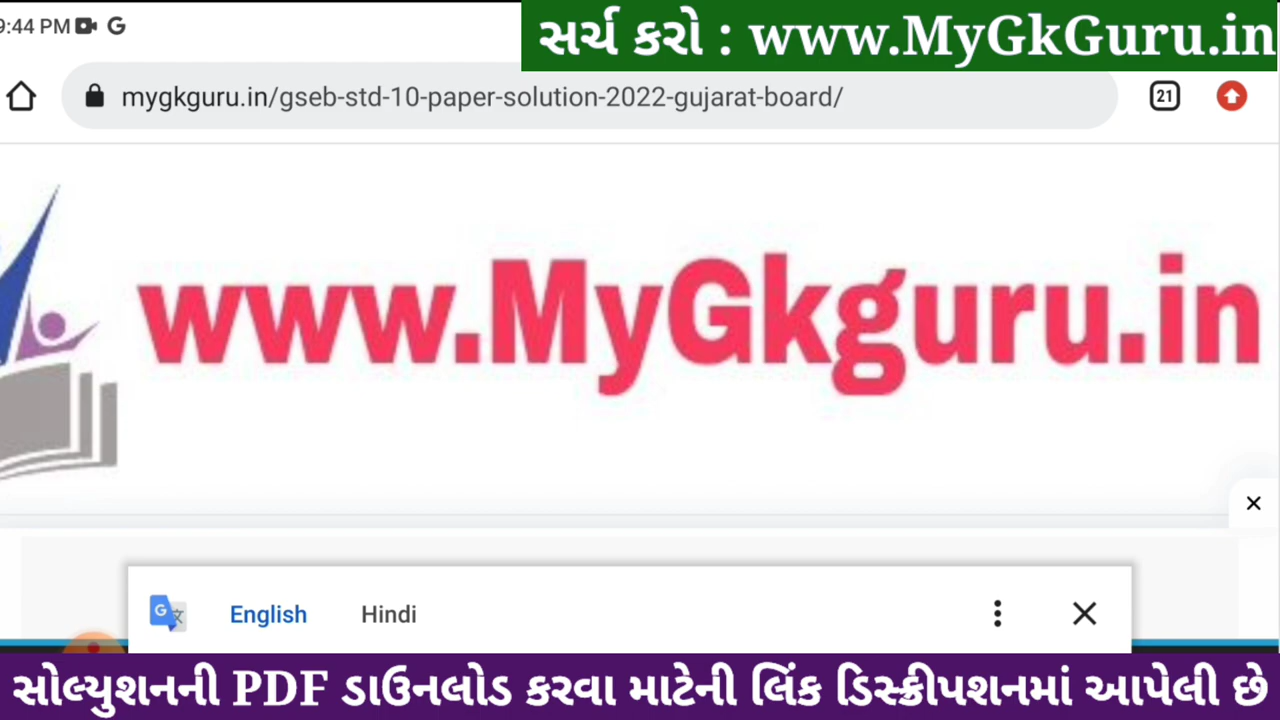 9:44 PM
સર્ચ કરો : www.MyGkGuru.in
mygkguru.in/gseb-std-10-paper-solution-2022-gujarat-board/
21
www.MyGkguru.in
English Hindi
સોલ્યુશનની PDF ડાઉનલોડ કરવા માટેની લિંક ડિસ્ક્રીપશનમાં આપેલી છે